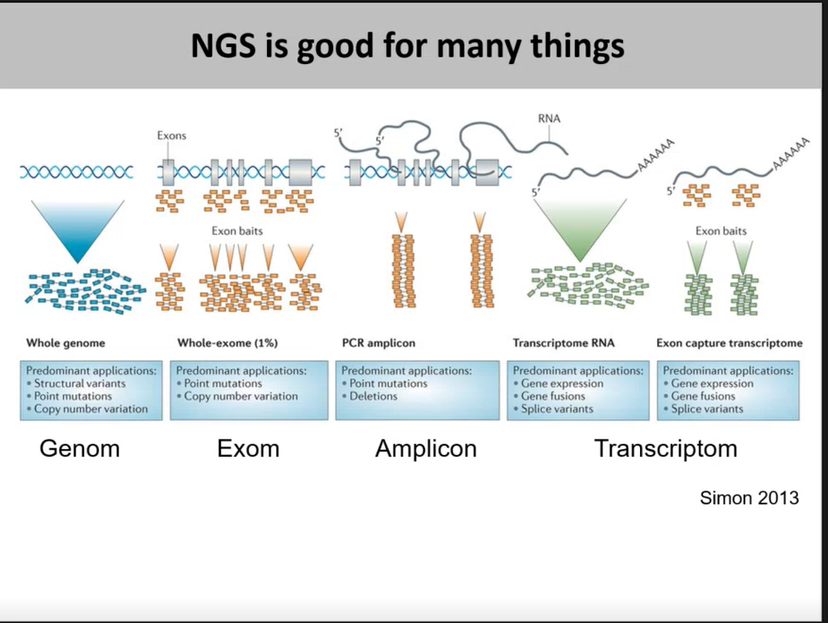 NGS is good for many things
Exons
5'
5'
RNA
AAAAAA
5'
AAAAAA
5'
Exon baits
Exon baits
Whole genome
Whole-exome (1%)
PCR amplicon
Transcriptome RNA
Exon capture transcriptome
Predominant applications:
• Structural variants
• Point mutations
• Copy number variation
Predominant applications:
• Point mutations
• Copy number variation
Predominant applications:
• Point mutations
• Deletions
Predominant applications:
• Gene expression
• Gene fusions
• Splice variants
Predominant applications:
• Gene expression
• Gene fusions
• Splice variants
Genom
Exom
Amplicon
Transcriptom
Simon 2013